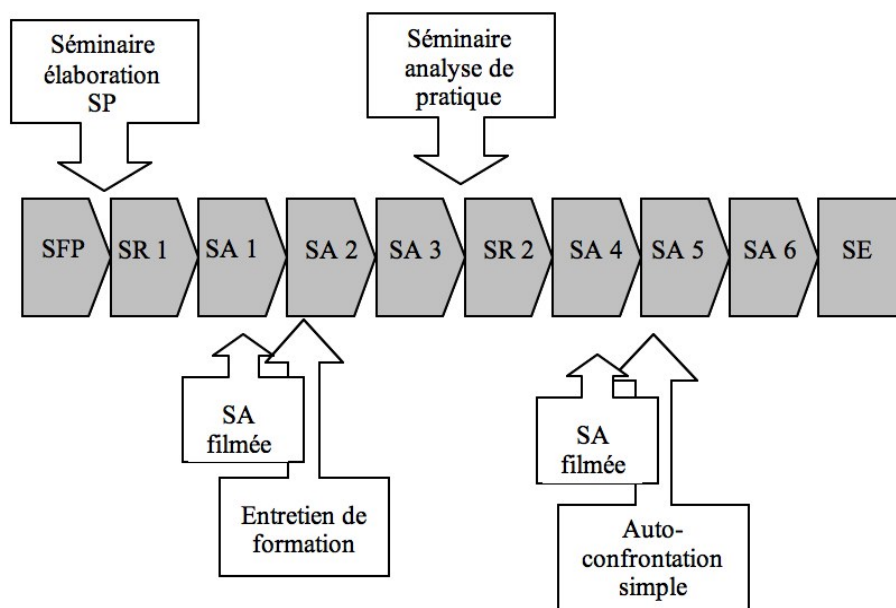 Séminaire
élaboration
SP
Séminaire
analyse de
pratique
SFP
SR 1
SA 1
SA 2
SA 3
SR 2
SA 4
SA 5
SA 6
SE
SA
filmée
Entretien de
formation
SA
filmée
Auto-
confrontation
simple